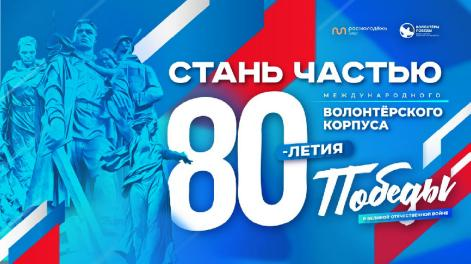 росмолодёжь
ВОЛОНТЁРЫ
ПОБЕДЫ
СТАНЬ ЧАСТЬЮ
МЕЖДУНАРОДНОГО
ВОЛОНТЁРСКОГО
КОРПУСА
80
-ЛЕТИЯ
Победы
В ВЕЛИКОЙ ОТЕЧЕСТВЕННОЙ ВОЙНЕ